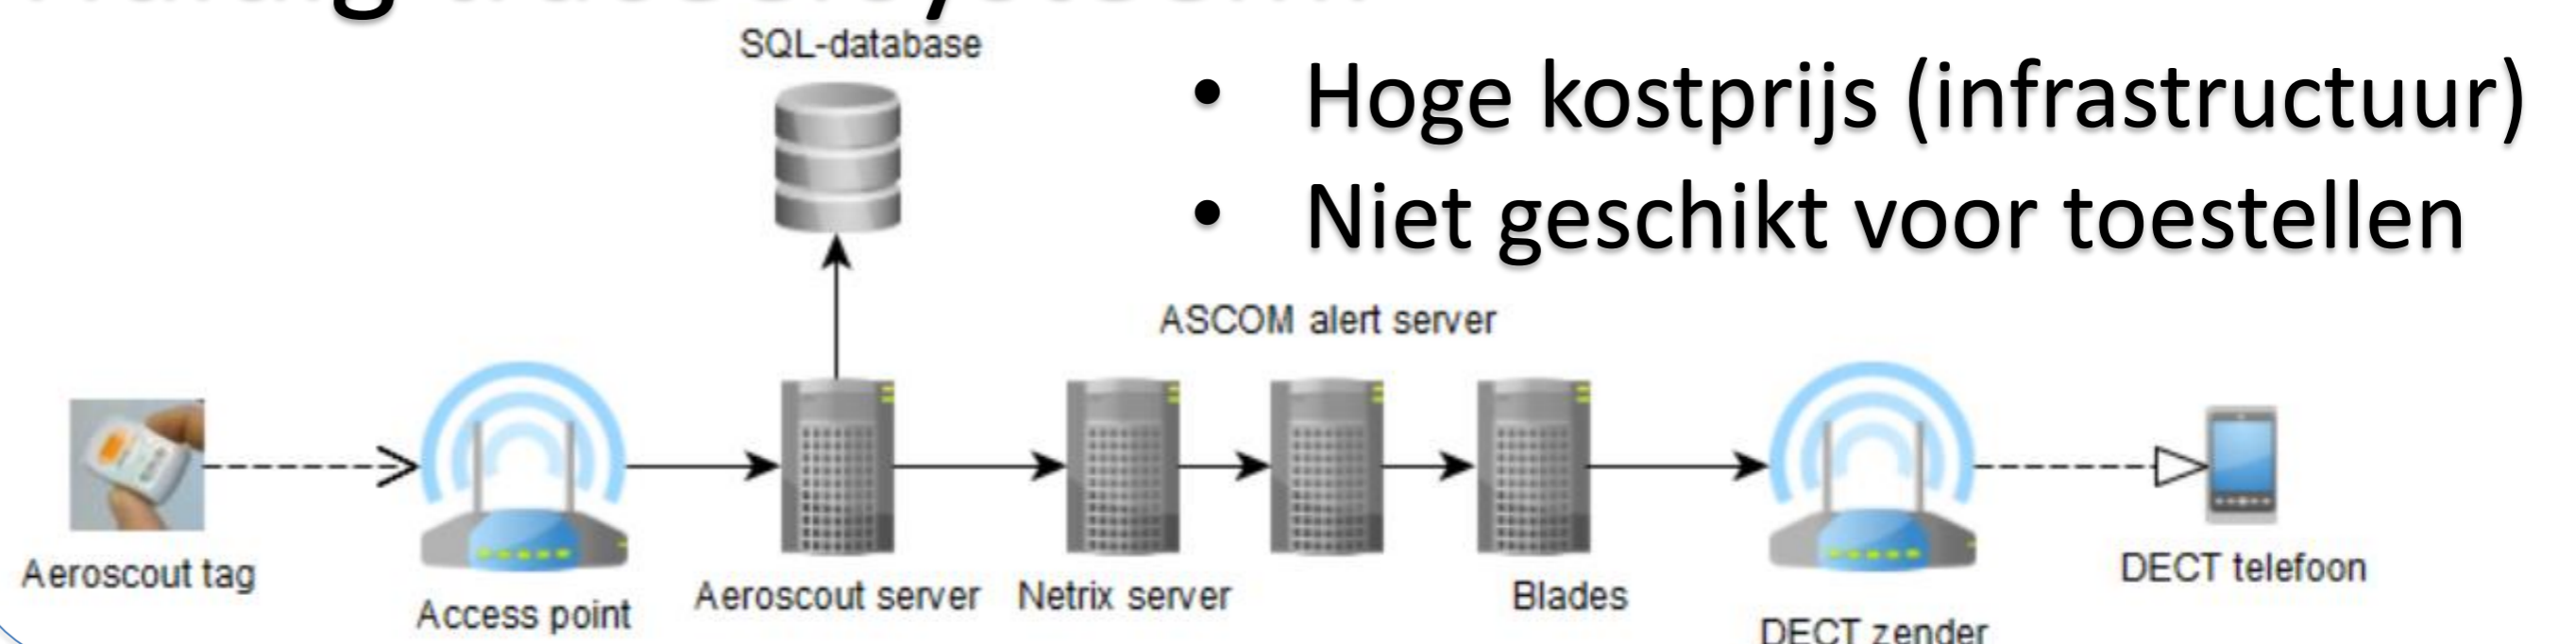 SQL-database
• Hoge kostprijs (infrastructuur)
• Niet geschikt voor toestellen
ASCOM alert server
Aeroscout tag
Access point
Aeroscout server
Netrix server
Blades
DECT zender
DECT telefoon